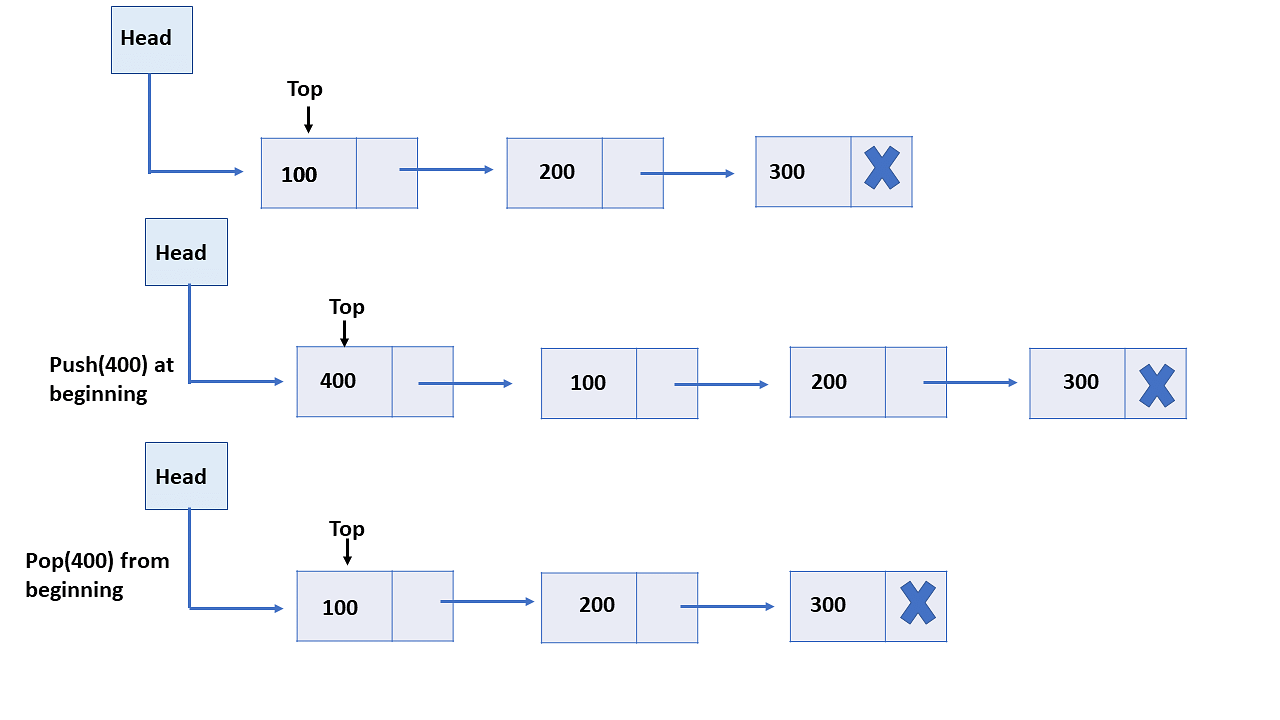 Head
Top
100
200
300
Head
Top
Push(400) at
beginning
400
100
200
300
Head
Top
Pop(400) from
beginning
100
200
300